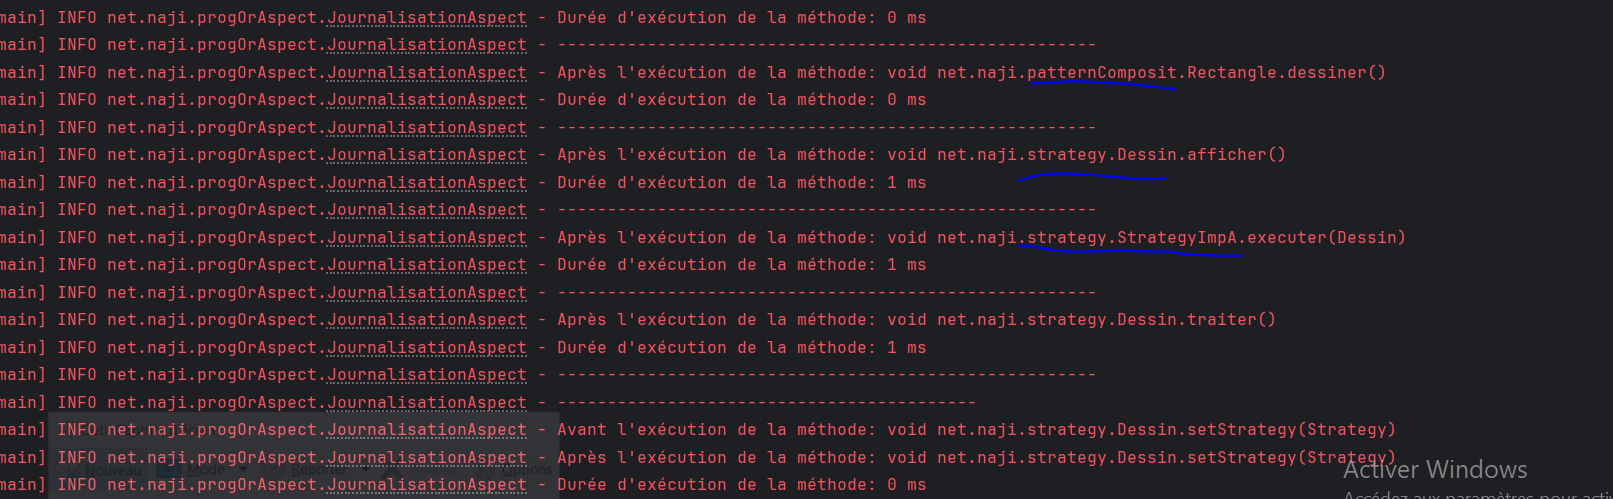 main] INFO net.naji.progOrAspect.JournalisationAspect - Durée d'exécution de la méthode: 0 ms
main] INFO net.naji.progOrAspect.JournalisationAspect - ------------------------------------------------------
main] INFO net.naji.progOrAspect.JournalisationAspect - Après l'exécution de la méthode: void net.naji.patternComposit.Rectangle.dessiner()
main] INFO net.naji.progOrAspect.JournalisationAspect - Durée d'exécution de la méthode: 0 ms
main] INFO net.naji.progOrAspect.JournalisationAspect - ------------------------------------------------------
main] INFO net.naji.progOrAspect.JournalisationAspect - Après l'exécution de la méthode: void net.naji.strategy.Dessin.afficher()
main] INFO net.naji.progOrAspect.JournalisationAspect - Durée d'exécution de la méthode: 1 ms
main] INFO net.naji.progOrAspect.JournalisationAspect - ------------------------------------------------------
main] INFO net.naji.progOrAspect.JournalisationAspect - Après l'exécution de la méthode: void net.naji.strategy.StrategyImpA.executer(Dessin)
main] INFO net.naji.progOrAspect.JournalisationAspect - Durée d'exécution de la méthode: 1 ms
main] INFO net.naji.progOrAspect.JournalisationAspect - ------------------------------------------------------
main] INFO net.naji.progOrAspect.JournalisationAspect - Après l'exécution de la méthode: void net.naji.strategy.Dessin.traiter()
main] INFO net.naji.progOrAspect.JournalisationAspect - Durée d'exécution de la méthode: 1 ms
main] INFO net.naji.progOrAspect.JournalisationAspect - ------------------------------------------------------
main] INFO net.naji.progOrAspect.JournalisationAspect - ------------------------------------------
main] INFO net.naji.progOrAspect.JournalisationAspect - Avant l'exécution de la méthode: void net.naji.strategy.Dessin.setStrategy(Strategy)
main] INFO net.naji.progOrAspect.JournalisationAspect - Après l'exécution de la méthode: void net.naji.strategy.Dessin.setStrategy(Strategy)
Nouveau Mode Reporter Options
Activer Windows
main] INFO net.naji.progOrAspect.JournalisationAspect - Durée d'exécution de la méthode: 0 ms
Accédez aux paramètres pour